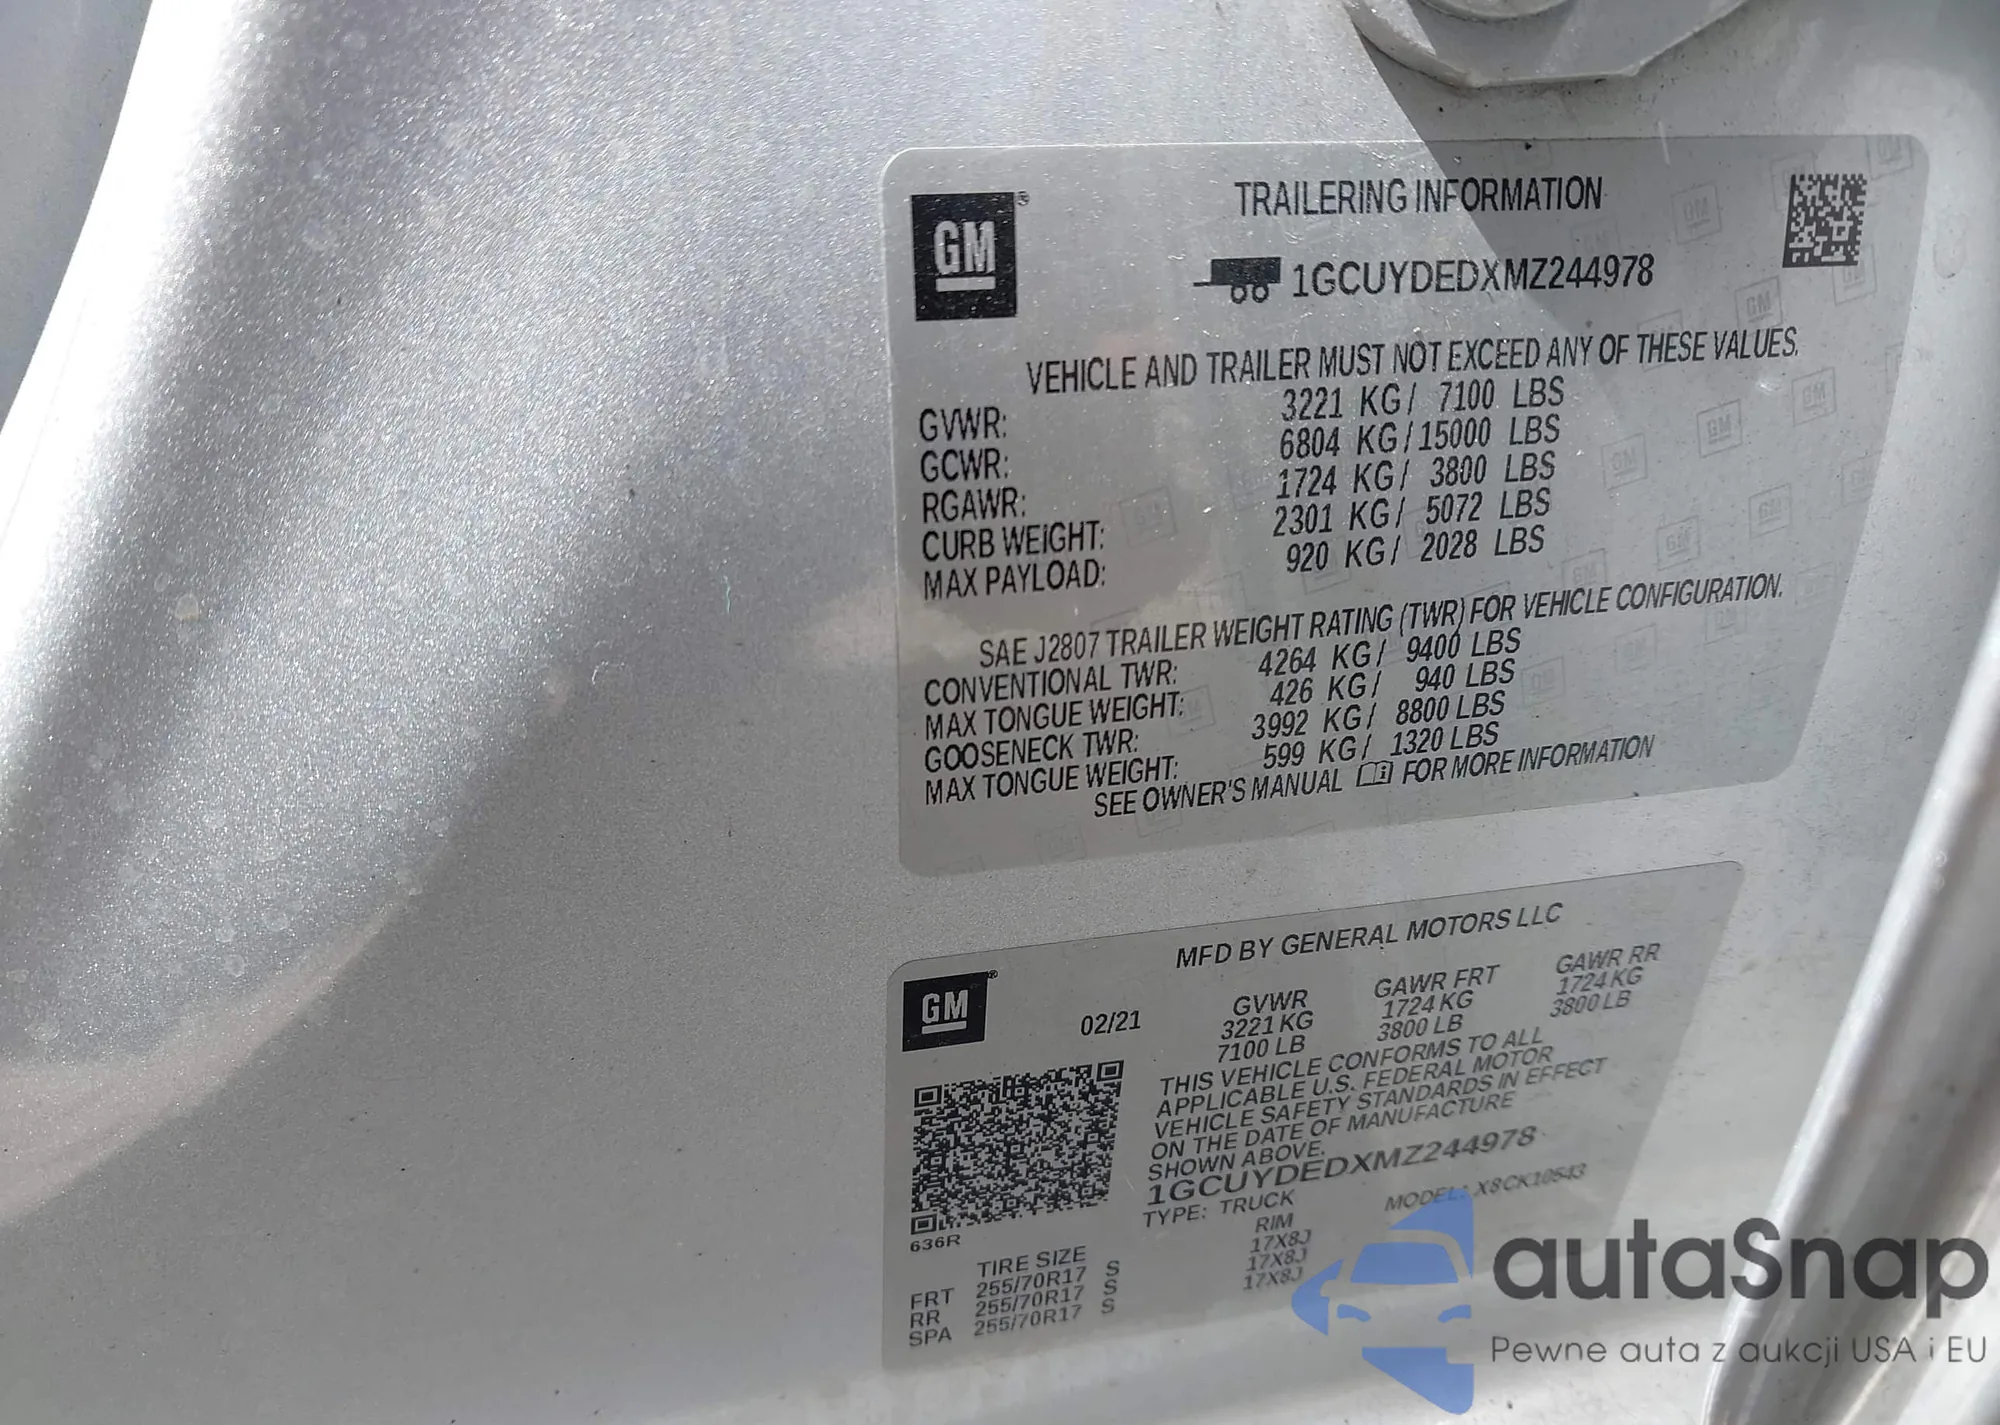 GM ®
TRAILERING INFORMATION
1GCUYDEDXMZ244978
VEHICLE AND TRAILER MUST NOT EXCEED ANY OF THESE VALUES.
GVWR: 3221 KG/ 7100 LBS
GCWR: 6804 KG/15000 LBS
RGAWR: 1724 KG/ 3800 LBS
CURB WEIGHT: 2301 KG/ 5072 LBS
MAX PAYLOAD: 920 KG/ 2028 LBS
SAE J2807 TRAILER WEIGHT RATING (TWR) FOR VEHICLE CONFIGURATION.
CONVENTIONAL TWR: 4264 KG/ 9400 LBS
MAX TONGUE WEIGHT: 426 KG/ 940 LBS
GOOSENECK TWR: 3992 KG/ 8800 LBS
MAX TONGUE WEIGHT: 599 KG/ 1320 LBS
SEE OWNER'S MANUAL FOR MORE INFORMATION
MFD BY GENERAL MOTORS LLC
GM ®
02/21
GVWR GAWR FRT GAWR RR
3221 KG 1724 KG 1724 KG
7100 LB 3800 LB 3800 LB
THIS VEHICLE CONFORMS TO ALL
APPLICABLE U.S. FEDERAL MOTOR
VEHICLE SAFETY STANDARDS IN EFFECT
ON THE DATE OF MANUFACTURE
SHOWN ABOVE.
1GCUYDEDXMZ244978
TYPE: TRUCK MODEL: X8CK10543
636R
TIRE SIZE RIM
FRT 255/70R17 S 17X8J
RR 255/70R17 S 17X8J
SPA 255/70R17 S 17X8J
autaSnap
Pewne auta z aukcji USA i EU